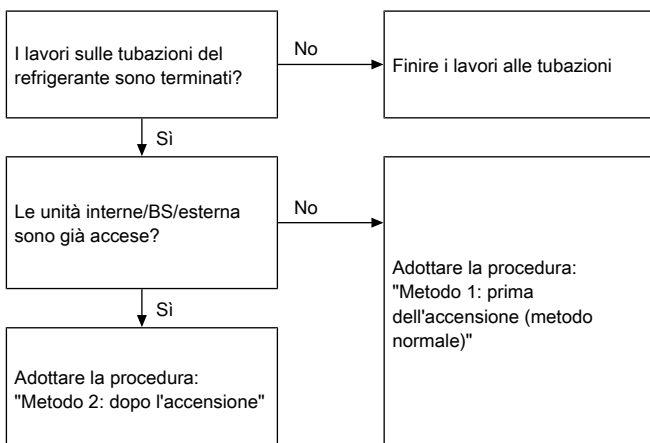 I lavori sulle tubazioni del
refrigerante sono terminati?
No
Finire i lavori alle tubazioni
Sì
Le unità interne/BS/esterna
sono già accese?
No
Adottare la procedura:
"Metodo 1: prima
dell'accensione (metodo
normale)"
Sì
Adottare la procedura:
"Metodo 2: dopo l'accensione"